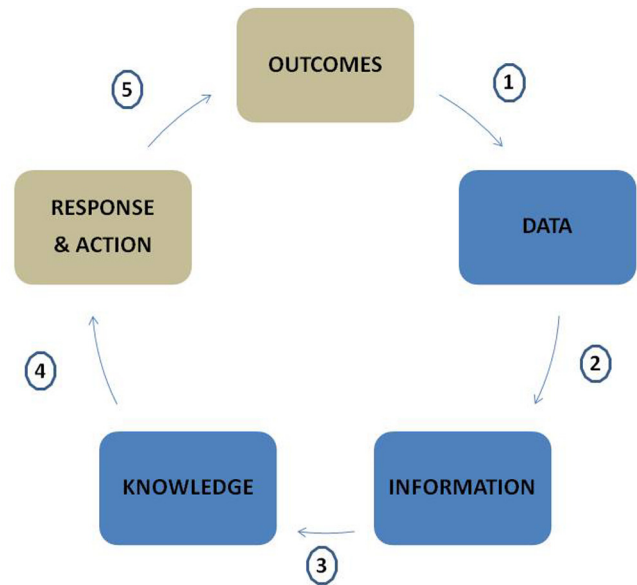 OUTCOMES
1
DATA
2
INFORMATION
3
KNOWLEDGE
4
RESPONSE
& ACTION
5